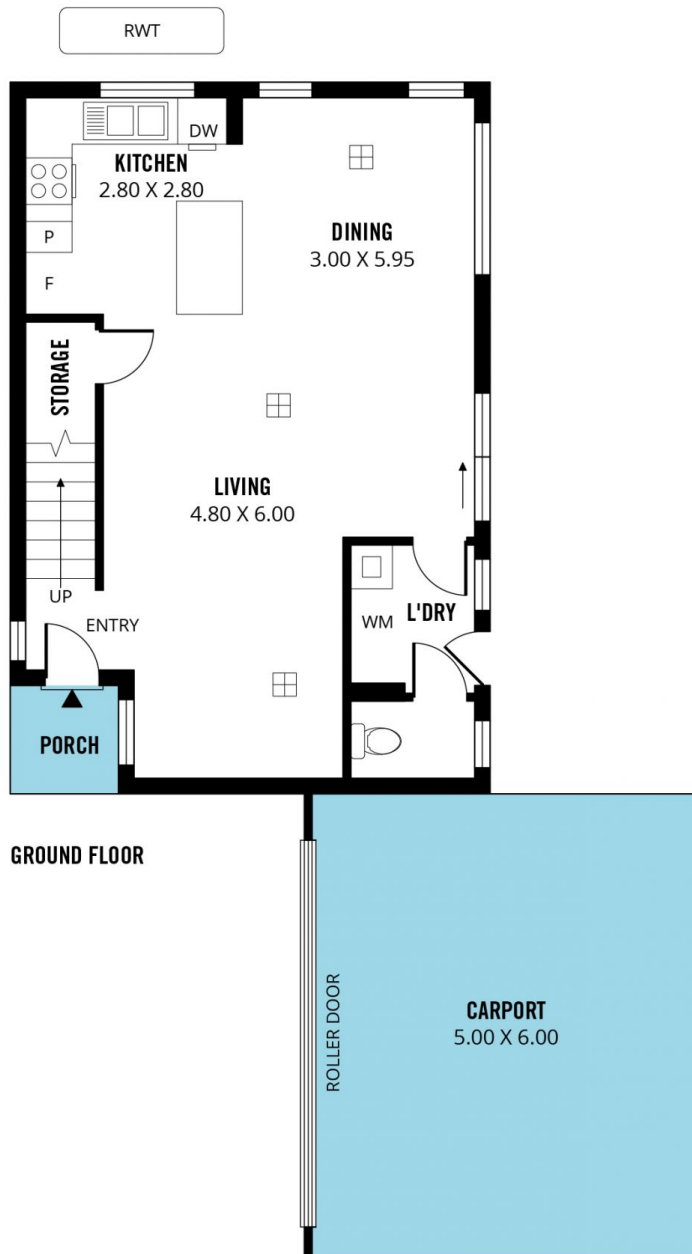 RWT
DW
KITCHEN
2.80 X 2.80
P
F
DINING
3.00 X 5.95
STORAGE
LIVING
4.80 X 6.00
UP
ENTRY
WM
L'DRY
PORCH
GROUND FLOOR
ROLLER DOOR
CARPORT
5.00 X 6.00